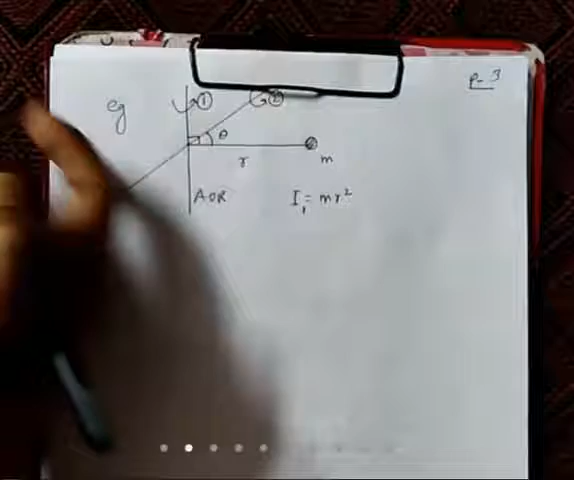 P-3
eg ① ②
θ
r m
AOR I₁ = mr²